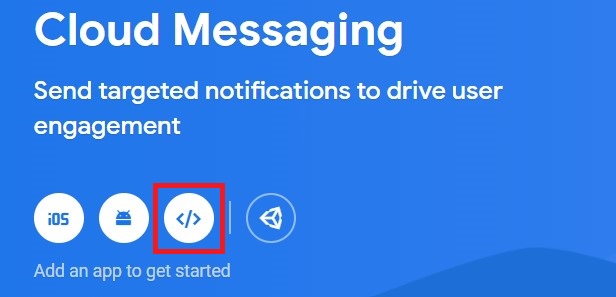 Cloud Messaging
Send targeted notifications to drive user
engagement
iOS
</>
Add an app to get started